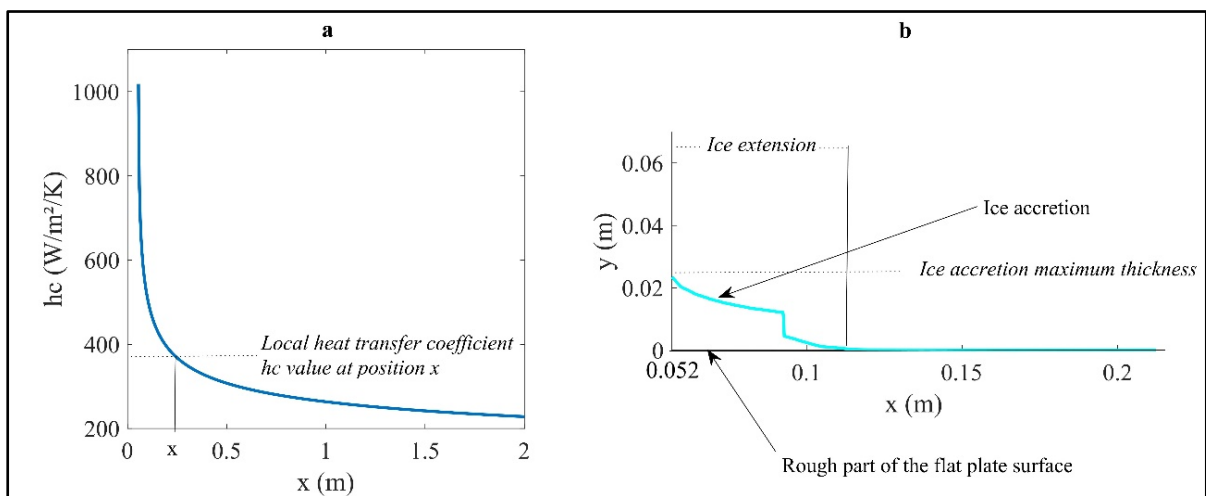 a
1000
800
600
400
200
hc (W/m²/K)
Local heat transfer coefficient
hc value at position x
0
x
0.5
1
1.5
2
x (m)
b
0.06
0.04
0.02
0
y (m)
Ice extension
Ice accretion
Ice accretion maximum thickness
0.052
0.1
0.15
0.2
x (m)
Rough part of the flat plate surface